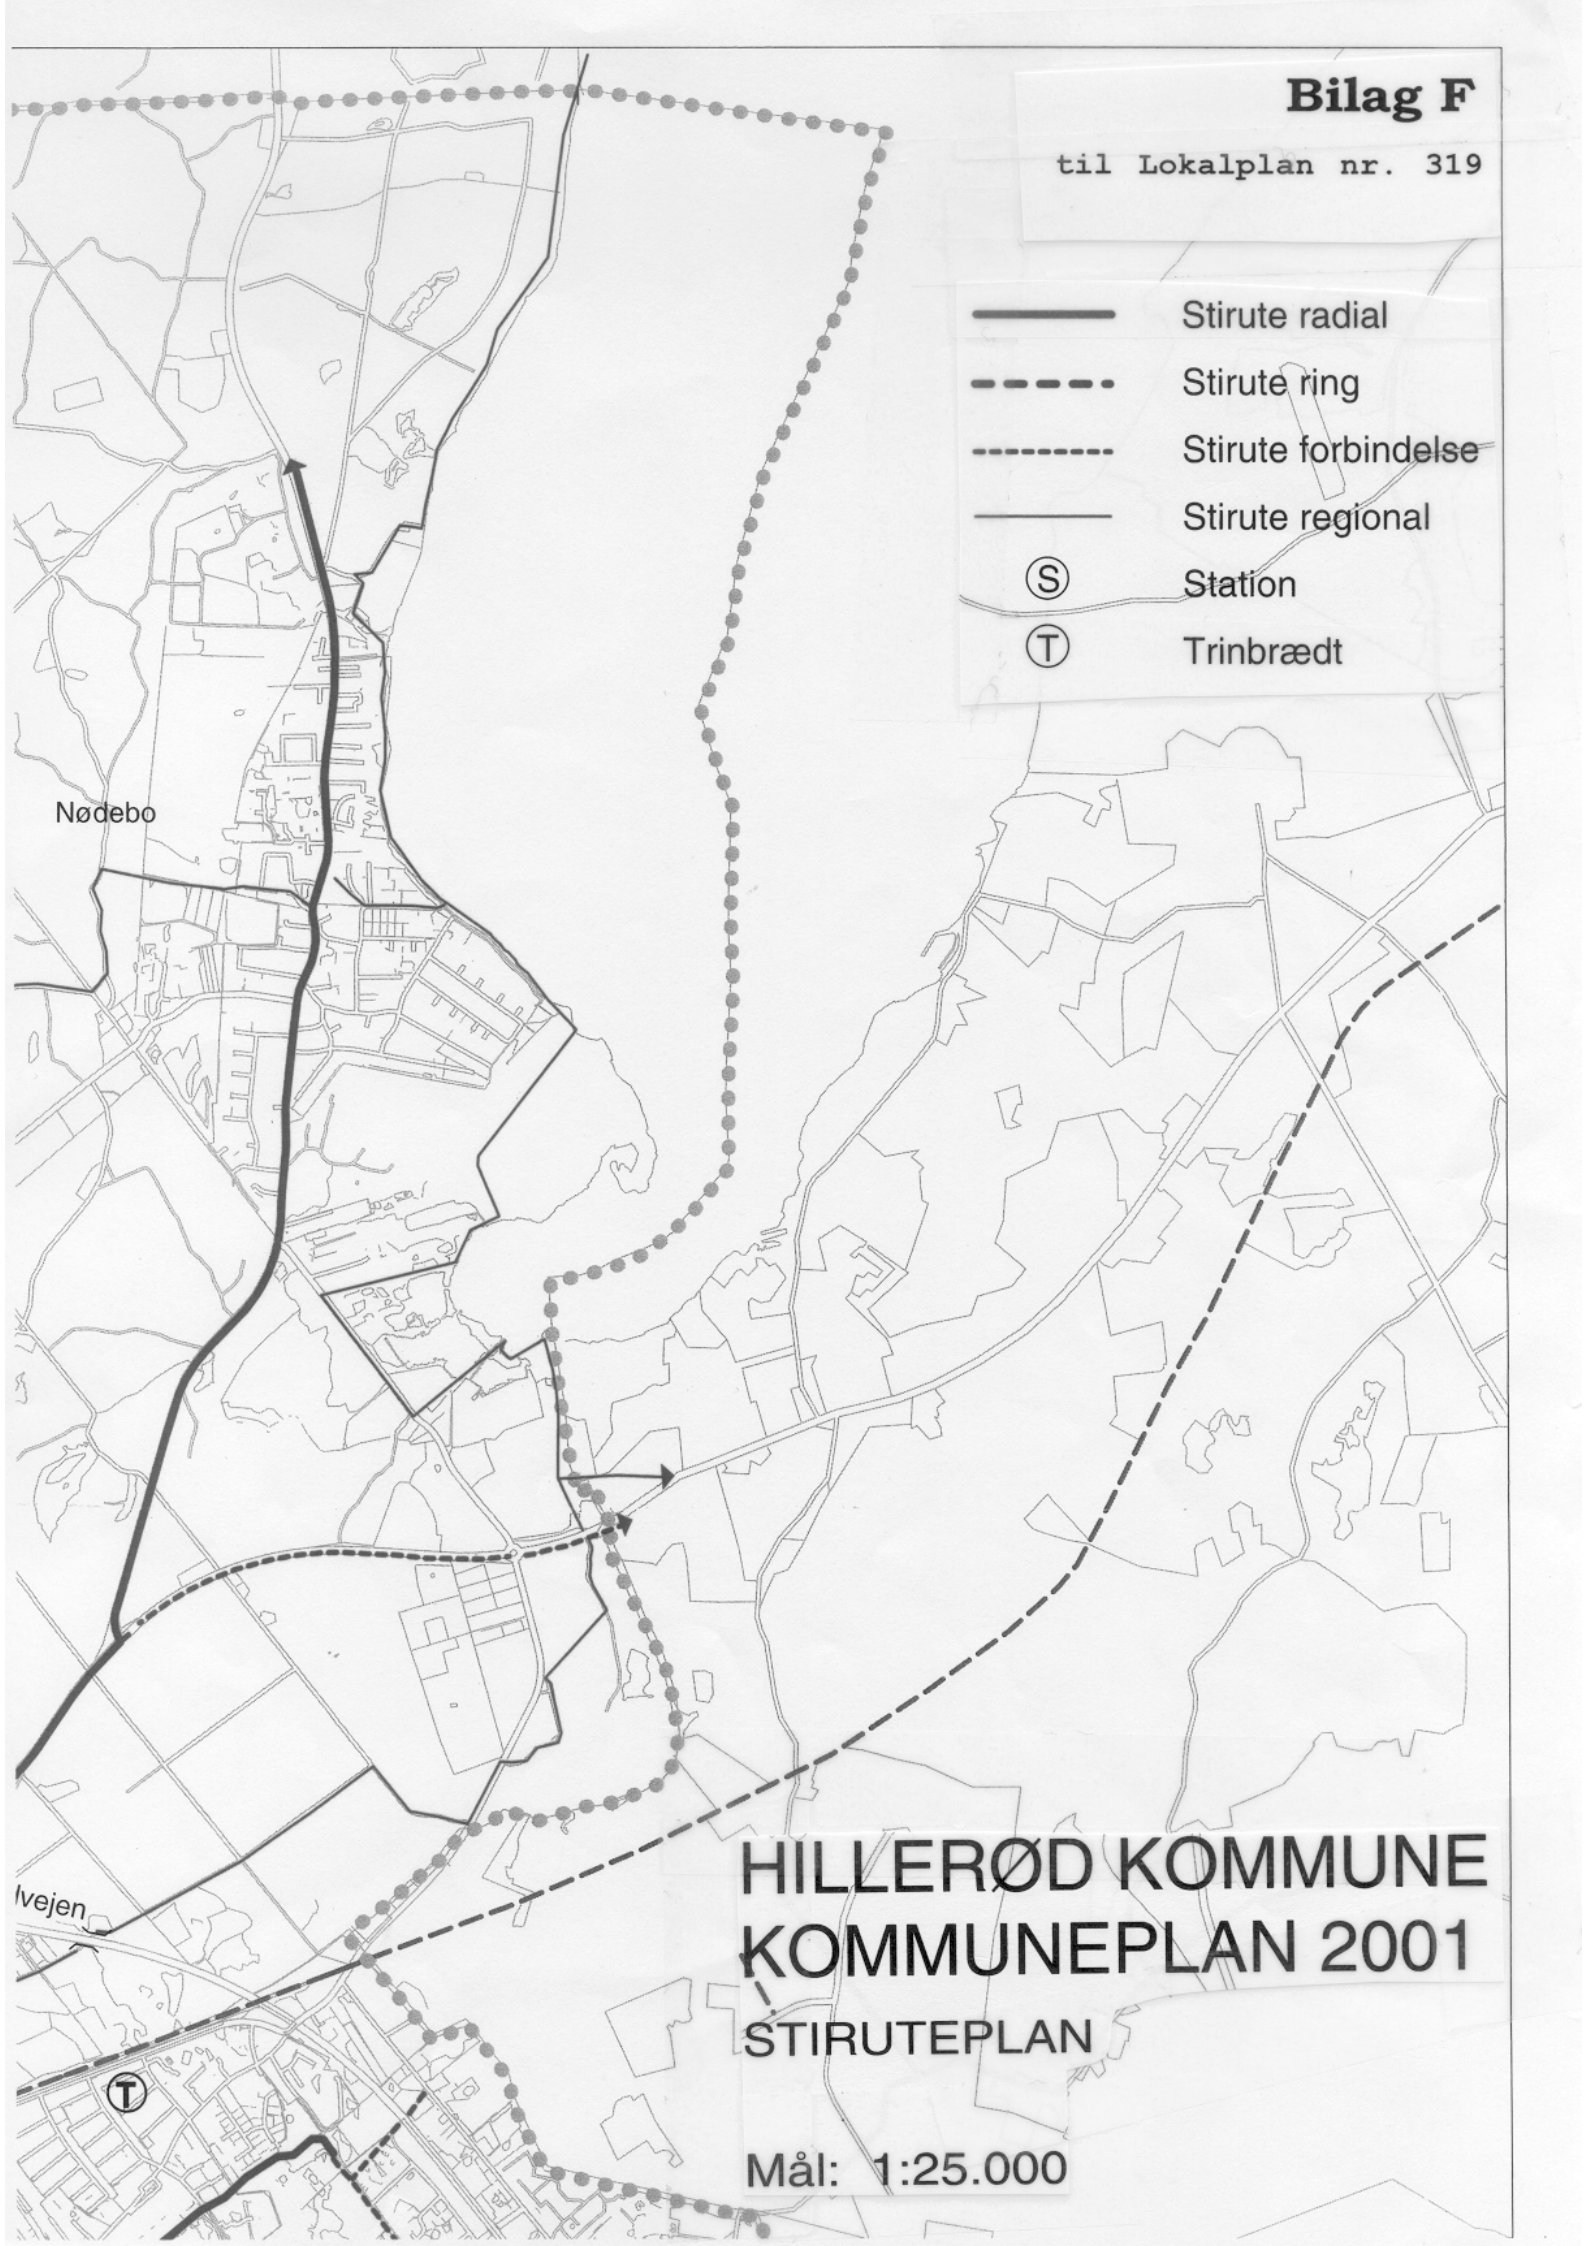 Bilag F
til Lokalplan nr. 319
Stirute radial
Stirute ring
Stirute forbindelse
Stirute regional
S Station
T Trinbrædt
Nødebo
lvejen
T
HILLERØD KOMMUNE
KOMMUNEPLAN 2001
STIRUTEPLAN
Mål: 1:25.000